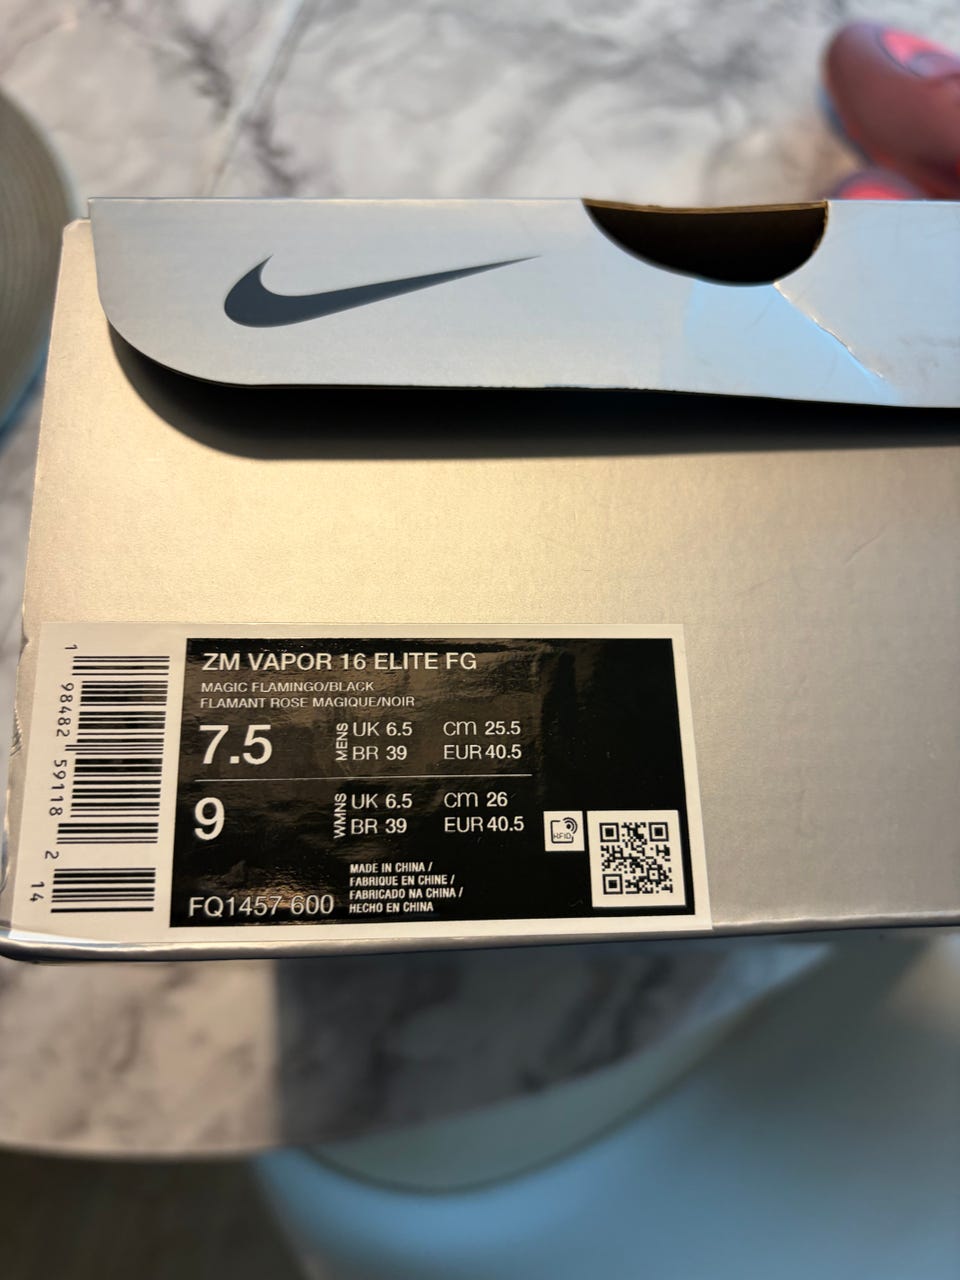 ZM VAPOR 16 ELITE FG
MAGIC FLAMINGO/BLACK
FLAMANT ROSE MAGIQUE/NOIR
7.5
MENS
UK 6.5 cm 25.5
BR 39 EUR 40.5
9
WMNS
UK 6.5 cm 26
BR 39 EUR 40.5
RFID
FQ1457 600
MADE IN CHINA /
FABRIQUE EN CHINE /
FABRICADO NA CHINA /
HECHO EN CHINA
1 98482 59118 2 14